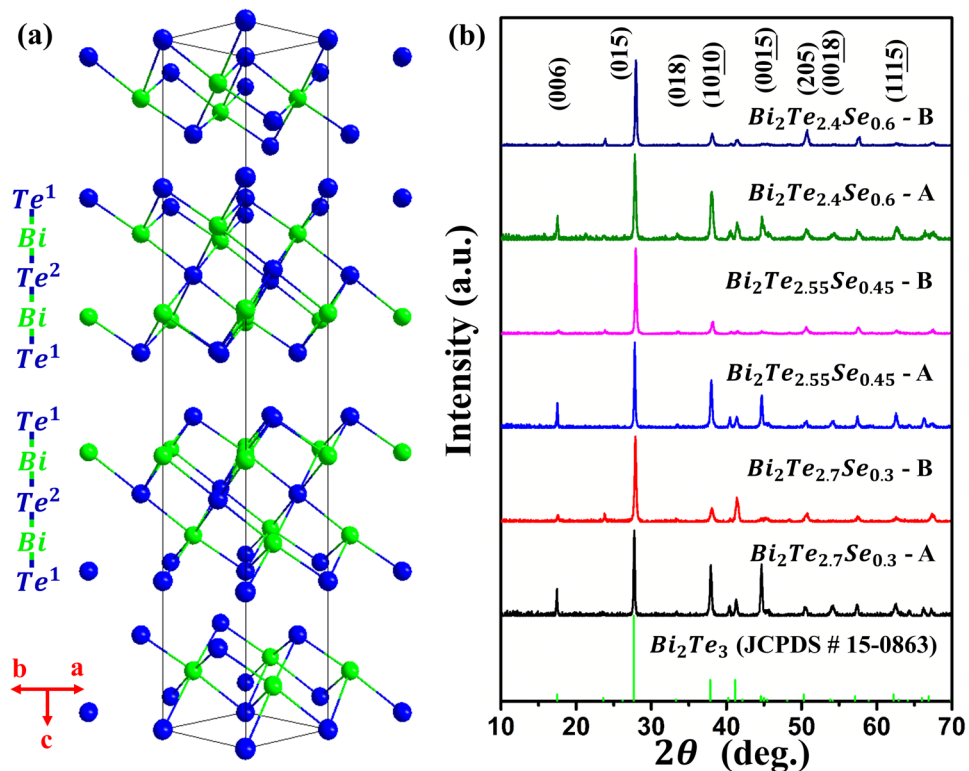 (a)
Te¹
Bi
Te²
Bi
Te¹
Te¹
Bi
Te²
Bi
Te¹
b
a
c
(b)
(006)
(015)
(018)
(1010)
(0015)
(205)
(0018)
(1115)
Bi₂Te₂.₄Se₀.₆ - B
Bi₂Te₂.₄Se₀.₆ - A
Bi₂Te₂.₅₅Se₀.₄₅ - B
Bi₂Te₂.₅₅Se₀.₄₅ - A
Bi₂Te₂.₇Se₀.₃ - B
Bi₂Te₂.₇Se₀.₃ - A
Bi₂Te₃ (JCPDS # 15-0863)
Intensity (a.u.)
10 20 30 40 50 60 70
2θ (deg.)